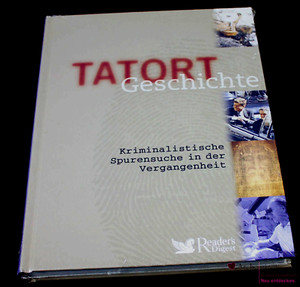 TATORT
Geschichte
Kriminalistische
Spurensuche in der
Vergangenheit
Reader's
Digest